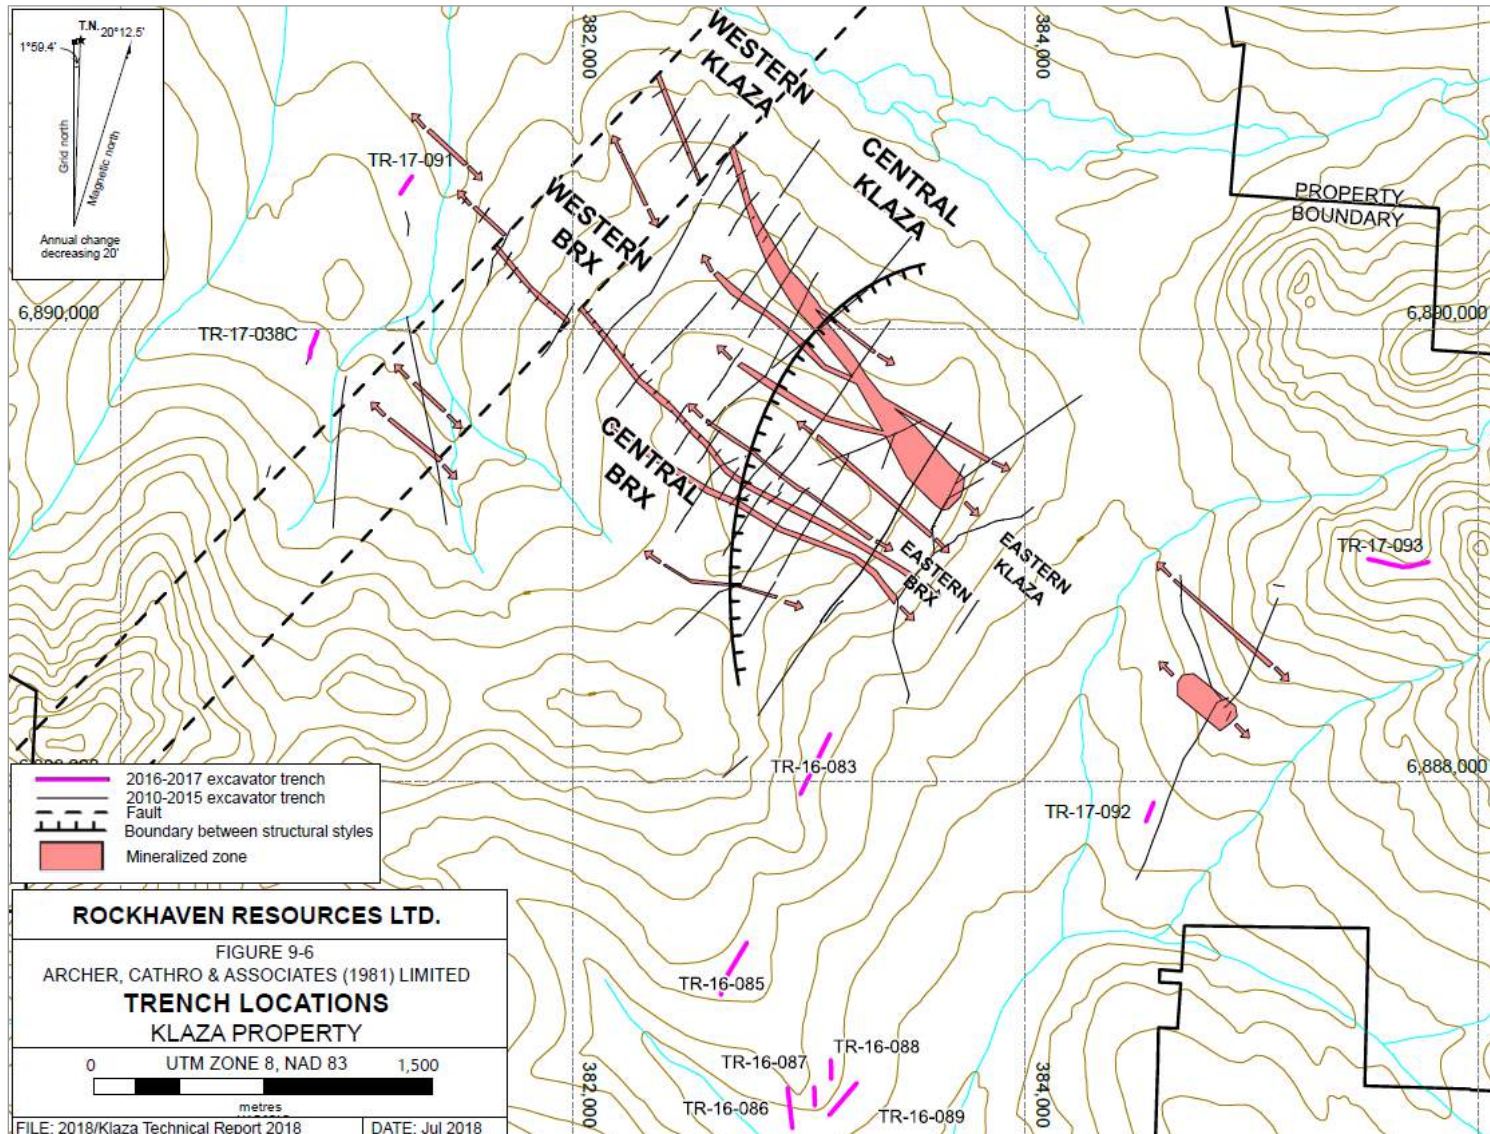 T.N.
20°12.5'
1°59.4'
Grid north
Magnetic north
Annual change
decreasing 20'
382,000
384,000
WESTERN
KLAZA
CENTRAL
KLAZA
TR-17-091
WESTERN
BRX
PROPERTY
BOUNDARY
6,890,000
6,890,000
TR-17-038C
CENTRAL
BRX
EASTERN
BRX
EASTERN
KLAZA
TR-17-093
TR-16-083
6,888,000
TR-17-092
2016-2017 excavator trench
2010-2015 excavator trench
Fault
Boundary between structural styles
Mineralized zone
ROCKHAVEN RESOURCES LTD.
FIGURE 9-6
ARCHER, CATHRO & ASSOCIATES (1981) LIMITED
TRENCH LOCATIONS
KLAZA PROPERTY
0 UTM ZONE 8, NAD 83 1,500
metres
FILE: 2018/Klaza Technical Report 2018 DATE: Jul 2018
TR-16-085
TR-16-088
TR-16-087
TR-16-086
TR-16-089
382,000
384,000